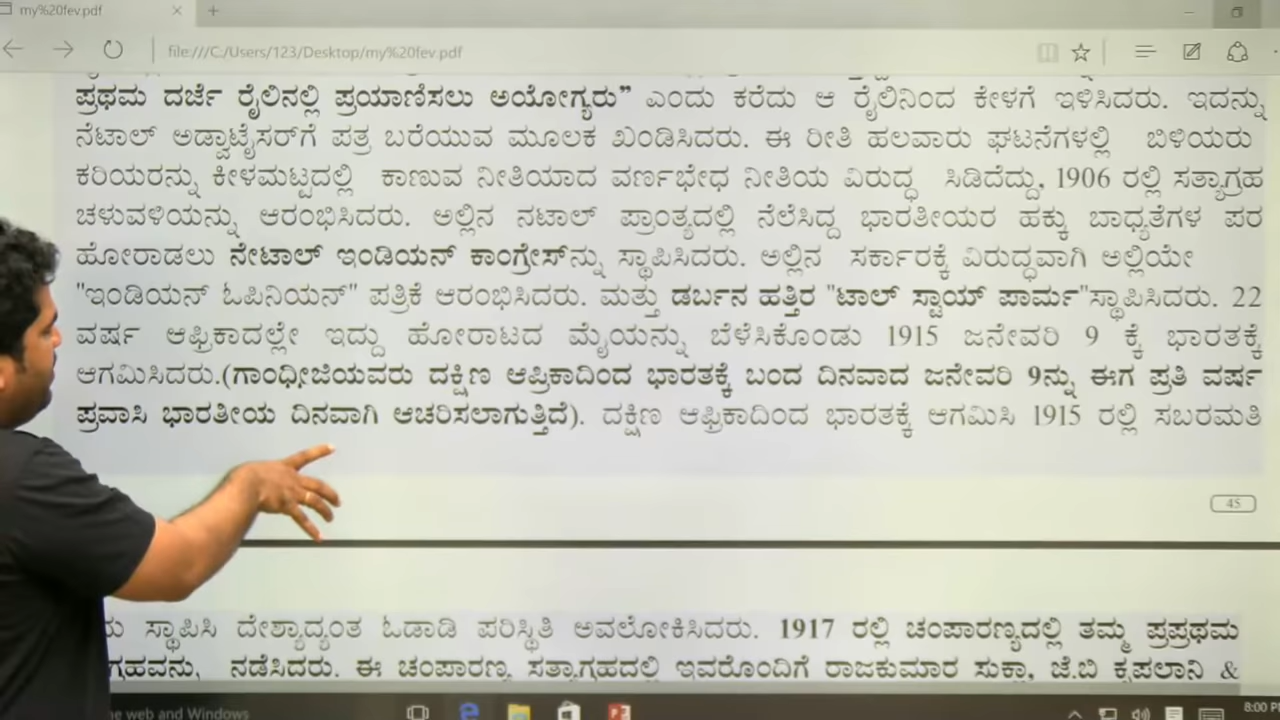 my%20fev.pdf
file:///C:/Users/123/Desktop/my%20fev.pdf
ಪ್ರಥಮ ದರ್ಜೆ ರೈಲಿನಲ್ಲಿ ಪ್ರಯಾಣಿಸಲು ಅಯೋಗ್ಯರು” ಎಂದು ಕರೆದು ಆ ರೈಲಿನಿಂದ ಕೇಳಗೆ ಇಳಿಸಿದರು. ಇದನ್ನು
ನೆಟಾಲ್ ಅಡ್ವಾಟೈಸರ್‌ಗೆ ಪತ್ರ ಬರೆಯುವ ಮೂಲಕ ಖಂಡಿಸಿದರು. ಈ ರೀತಿ ಹಲವಾರು ಘಟನೆಗಳಲ್ಲಿ ಬಿಳಿಯರು
ಕರಿಯರನ್ನು ಕೀಳಮಟ್ಟದಲ್ಲಿ ಕಾಣುವ ನೀತಿಯಾದ ವರ್ಣಭೇಧ ನೀತಿಯ ವಿರುದ್ಧ ಸಿಡಿದೆದ್ದು, 1906 ರಲ್ಲಿ ಸತ್ಯಾಗ್ರಹ
ಚಳುವಳಿಯನ್ನು ಆರಂಭಿಸಿದರು. ಅಲ್ಲಿನ ನಟಾಲ್ ಪ್ರಾಂತ್ಯದಲ್ಲಿ ನೆಲೆಸಿದ್ದ ಭಾರತೀಯರ ಹಕ್ಕು ಬಾಧ್ಯತೆಗಳ ಪರ
ಹೋರಾಡಲು ನೇಟಾಲ್ ಇಂಡಿಯನ್ ಕಾಂಗ್ರೇಸ್‌ನ್ನು ಸ್ಥಾಪಿಸಿದರು. ಅಲ್ಲಿನ ಸರ್ಕಾರಕ್ಕೆ ವಿರುದ್ಧವಾಗಿ ಅಲ್ಲಿಯೇ
"ಇಂಡಿಯನ್ ಓಪಿನಿಯನ್" ಪತ್ರಿಕೆ ಆರಂಭಿಸಿದರು. ಮತ್ತು ಡರ್ಬನ ಹತ್ತಿರ "ಟಾಲ್ ಸ್ಟಾಯ್ ಪಾರ್ಮ"ಸ್ಥಾಪಿಸಿದರು. 22
ವರ್ಷ ಆಫ್ರಿಕಾದಲ್ಲೇ ಇದ್ದು ಹೋರಾಟದ ಮೈಯನ್ನು ಬೆಳೆಸಿಕೊಂಡು 1915 ಜನೇವರಿ 9 ಕ್ಕೆ ಭಾರತಕ್ಕೆ
ಆಗಮಿಸಿದರು.(ಗಾಂಧೀಜಿಯವರು ದಕ್ಷಿಣ ಆಪ್ರಿಕಾದಿಂದ ಭಾರತಕ್ಕೆ ಬಂದ ದಿನವಾದ ಜನೇವರಿ 9ನ್ನು ಈಗ ಪ್ರತಿ ವರ್ಷ
ಪ್ರವಾಸಿ ಭಾರತೀಯ ದಿನವಾಗಿ ಆಚರಿಸಲಾಗುತ್ತಿದೆ). ದಕ್ಷಿಣ ಆಫ್ರಿಕಾದಿಂದ ಭಾರತಕ್ಕೆ ಆಗಮಿಸಿ 1915 ರಲ್ಲಿ ಸಬರಮತಿ
45
ಸ್ಥಾಪಿಸಿ ದೇಶ್ಯಾದ್ಯಂತ ಓಡಾಡಿ ಪರಿಸ್ಥಿತಿ ಅವಲೋಕಿಸಿದರು. 1917 ರಲ್ಲಿ ಚಂಪಾರಣ್ಯದಲ್ಲಿ ತಮ್ಮ ಪ್ರಪ್ರಥಮ
ನಡೆಸಿದರು. ಈ ಚಂಪಾರಣ್ಯ ಸತ್ಯಾಗ್ರಹದಲ್ಲಿ ಇವರೊಂದಿಗೆ ರಾಜಕುಮಾರ ಸುಕ್ಲಾ, ಜೆ.ಬಿ ಕೃಪಲಾನಿ &
web and Windows
8:00 P